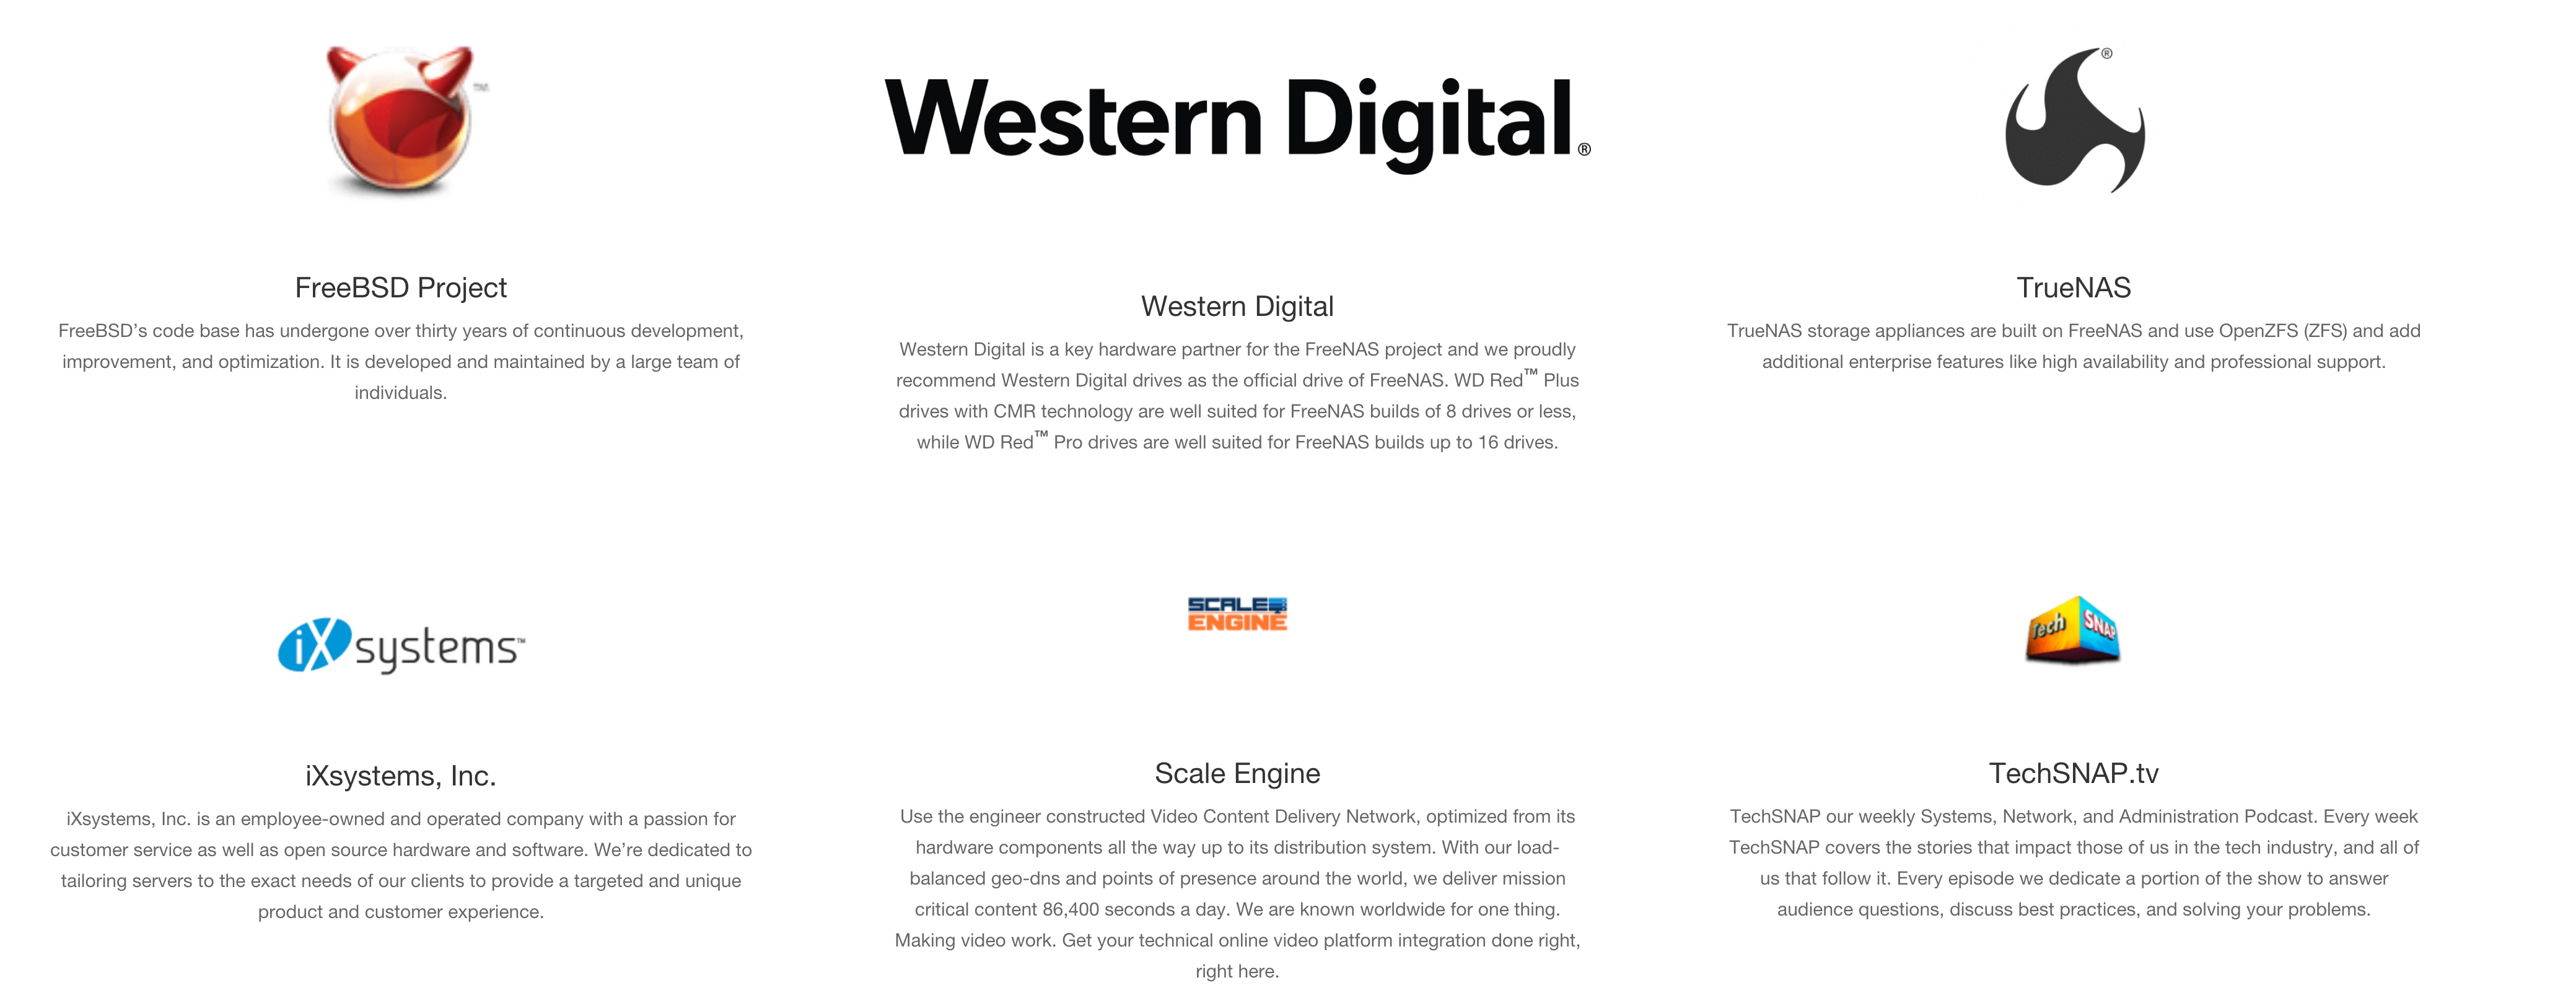 TM
Western Digital®
®
FreeBSD Project
FreeBSD’s code base has undergone over thirty years of continuous development,
improvement, and optimization. It is developed and maintained by a large team of
individuals.
Western Digital
Western Digital is a key hardware partner for the FreeNAS project and we proudly
recommend Western Digital drives as the official drive of FreeNAS. WD Red™ Plus
drives with CMR technology are well suited for FreeNAS builds of 8 drives or less,
while WD Red™ Pro drives are well suited for FreeNAS builds up to 16 drives.
TrueNAS
TrueNAS storage appliances are built on FreeNAS and use OpenZFS (ZFS) and add
additional enterprise features like high availability and professional support.
iXsystems™
SCALE
ENGINE
Tech SNAP
iXsystems, Inc.
iXsystems, Inc. is an employee-owned and operated company with a passion for
customer service as well as open source hardware and software. We’re dedicated to
tailoring servers to the exact needs of our clients to provide a targeted and unique
product and customer experience.
Scale Engine
Use the engineer constructed Video Content Delivery Network, optimized from its
hardware components all the way up to its distribution system. With our load-
balanced geo-dns and points of presence around the world, we deliver mission
critical content 86,400 seconds a day. We are known worldwide for one thing.
Making video work. Get your technical online video platform integration done right,
right here.
TechSNAP.tv
TechSNAP our weekly Systems, Network, and Administration Podcast. Every week
TechSNAP covers the stories that impact those of us in the tech industry, and all of
us that follow it. Every episode we dedicate a portion of the show to answer
audience questions, discuss best practices, and solving your problems.